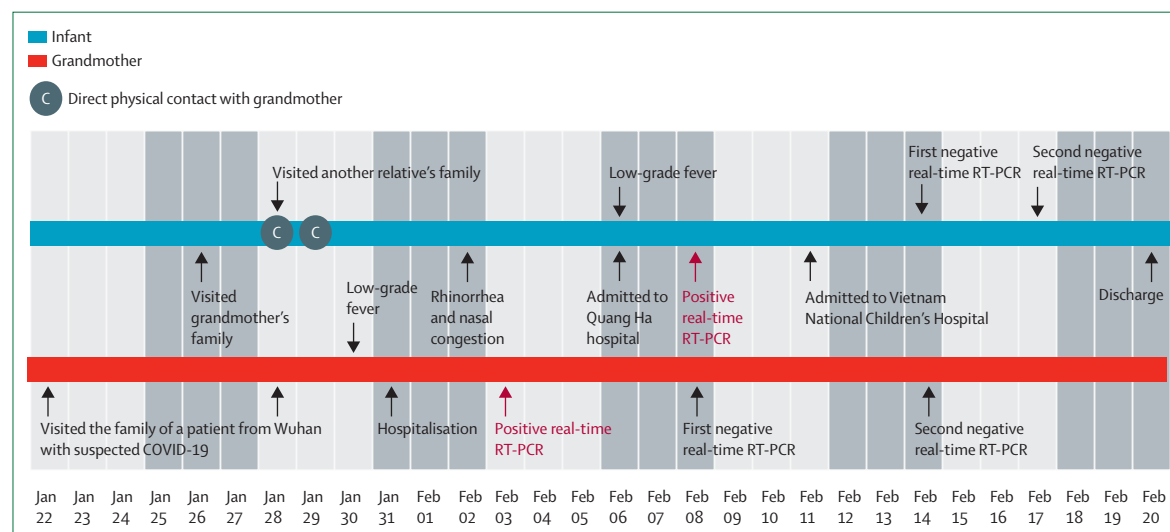 Infant
Grandmother
C Direct physical contact with grandmother
Visited another relative's family
Low-grade fever
First negative
real-time RT-PCR
Second negative
real-time RT-PCR
C
C
Visited
grandmother's
family
Low-grade
fever
Rhinorrhea
and nasal
congestion
Admitted to
Quang Ha
hospital
Positive
real-time
RT-PCR
Admitted to Vietnam
National Children's Hospital
Discharge
Visited the family of a patient from Wuhan
with suspected COVID-19
Hospitalisation
Positive real-time
RT-PCR
First negative
real-time RT-PCR
Second negative
real-time RT-PCR
Jan Jan Jan Jan Jan Jan Jan Jan Jan Jan Feb Feb Feb Feb Feb Feb Feb Feb Feb Feb Feb Feb Feb Feb Feb Feb Feb Feb Feb Feb
22 23 24 25 26 27 28 29 30 31 01 02 03 04 05 06 07 08 09 10 11 12 13 14 15 16 17 18 19 20